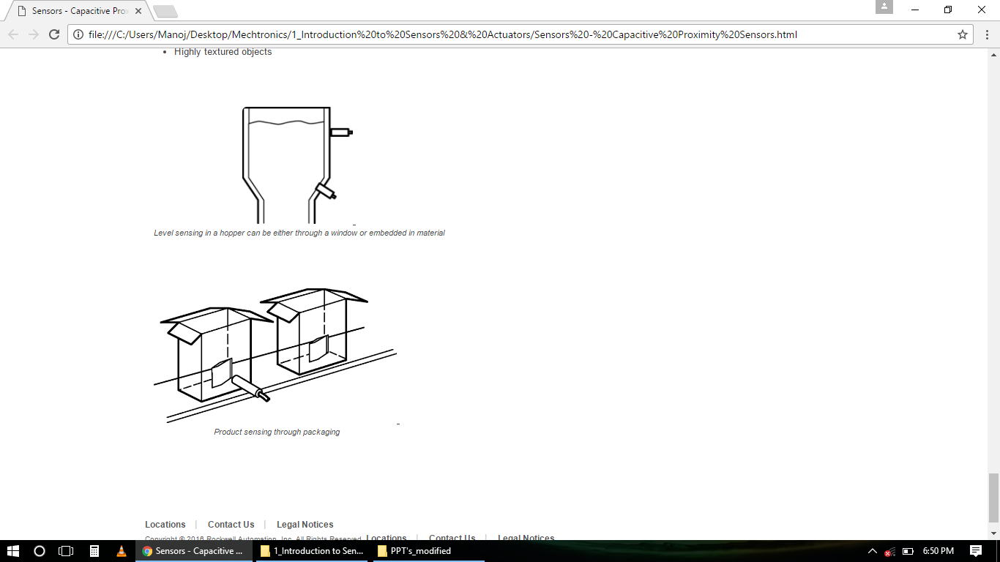 Sensors - Capacitive Pro
file:///C:/Users/Manoj/Desktop/Mechtronics/1_Introduction%20to%20Sensors%20&%20Actuators/Sensors%20-%20Capacitive%20Proximity%20Sensors.html
• Highly textured objects
Level sensing in a hopper can be either through a window or embedded in material
Product sensing through packaging
Locations | Contact Us | Legal Notices
Copyright © 2016 Rockwell Automation, Inc. All Rights Reserved. Locations | Contact Us | Legal Notices
Sensors - Capacitive ... 1_Introduction to Sen... PPT's_modified 6:50 PM